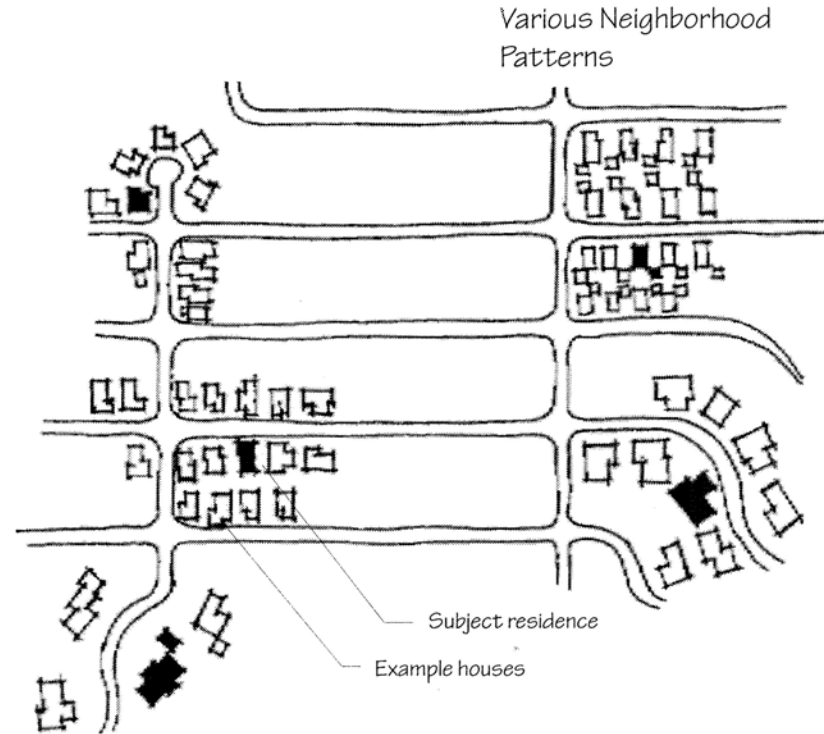 Various Neighborhood
Patterns
Subject residence
Example houses